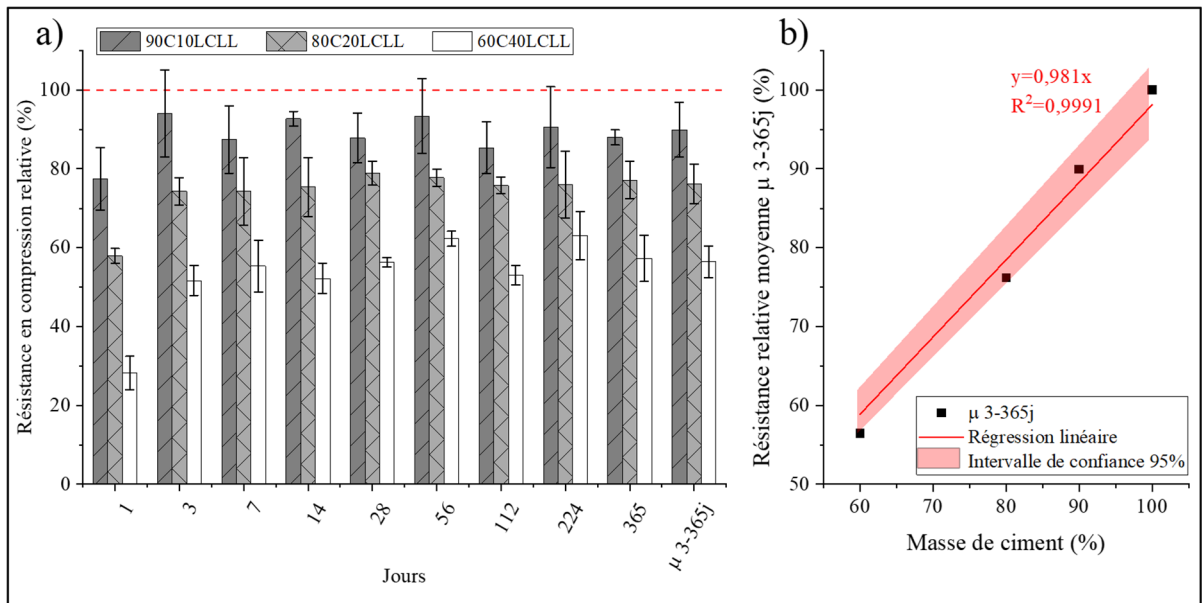 a)
90C10LCLL 80C20LCLL 60C40LCLL
Résistance en compression relative (%)
100
80
60
40
20
0
1 3 7 14 28 56 112 224 365 μ 3-365j
Jours
b)
y=0,981x
R²=0,9991
Résistance relative moyenne μ 3-365j (%)
100
90
80
70
60
50
μ 3-365j
Régression linéaire
Intervalle de confiance 95%
60 70 80 90 100
Masse de ciment (%)